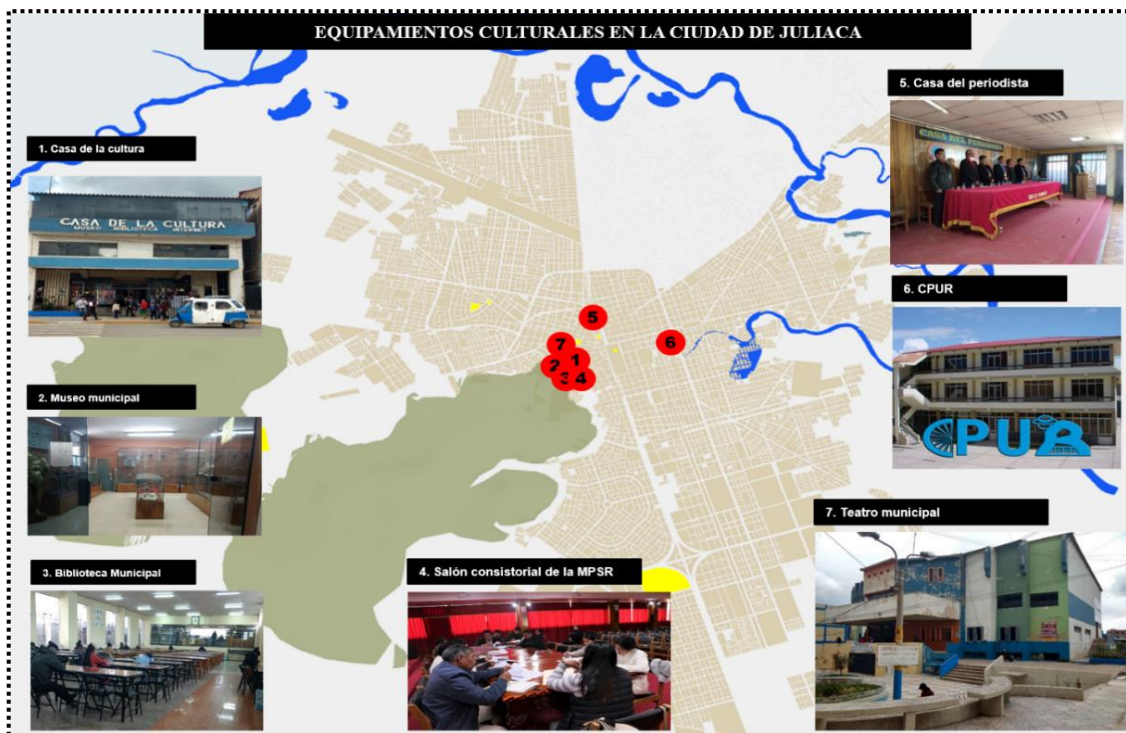 EQUIPAMIENTOS CULTURALES EN LA CIUDAD DE JULIACA
1. Casa de la cultura
CASA DE LA CULTURA
MUSEO BIBLIOTECA INTERNET
2. Museo municipal
3. Biblioteca Municipal
4. Salón consistorial de la MPSR
5. Casa del periodista
CASA DEL PERIODISTA
6. CPUR
CPUR
7. Teatro municipal
5
7
6
1
2
3
4